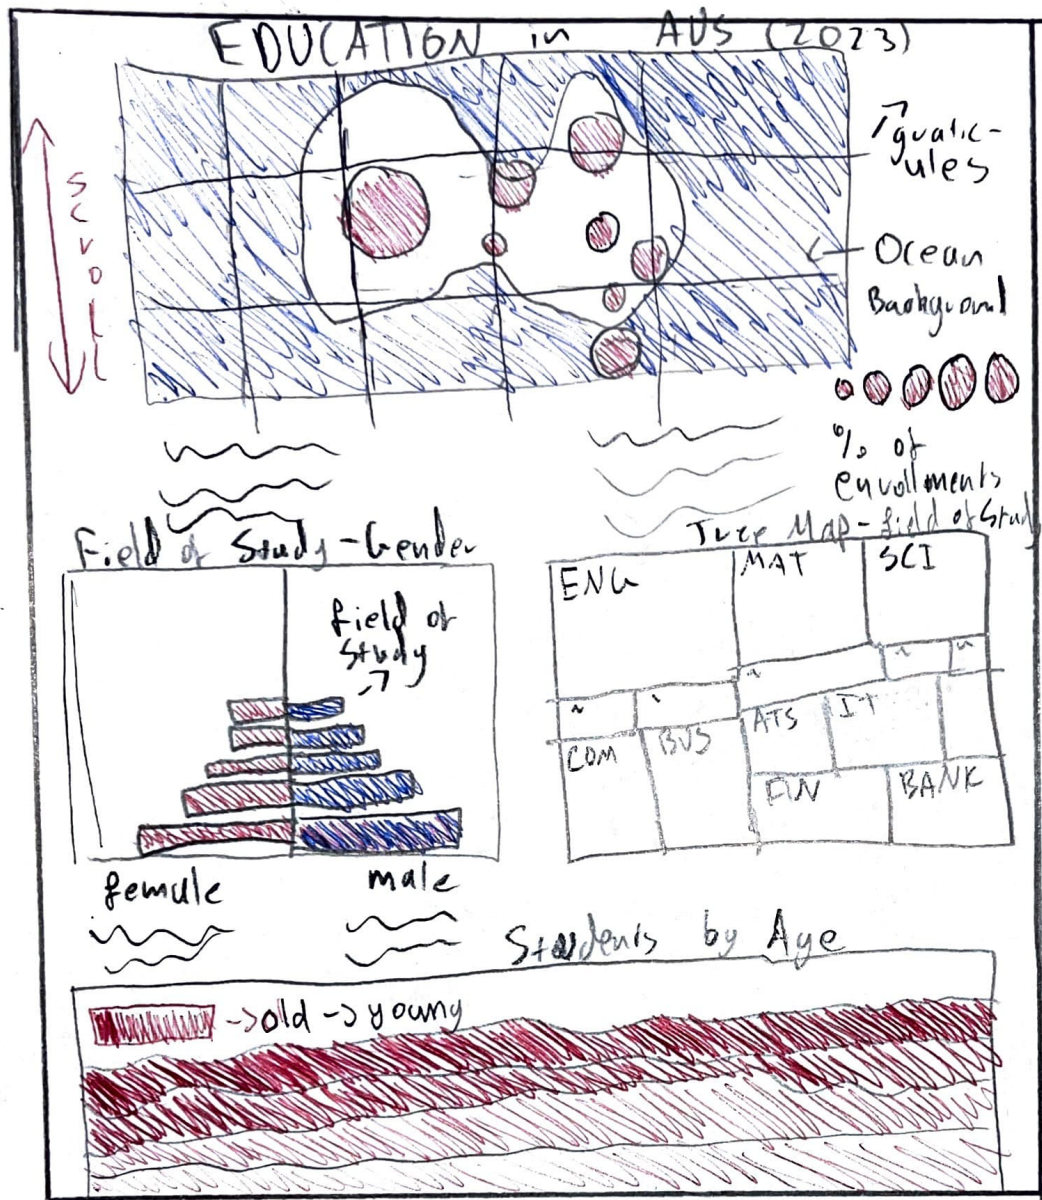 EDUCATION in AUS (2023)
scroll
graticules
Ocean
Background
% of
enrollments
Field of Study - Gender
Tree Map - field of Study
field of
study
ENG
MAT
SCI
COM
BUS
ATS
IT
FIN
BANK
female
male
Students by Age
-> old -> young